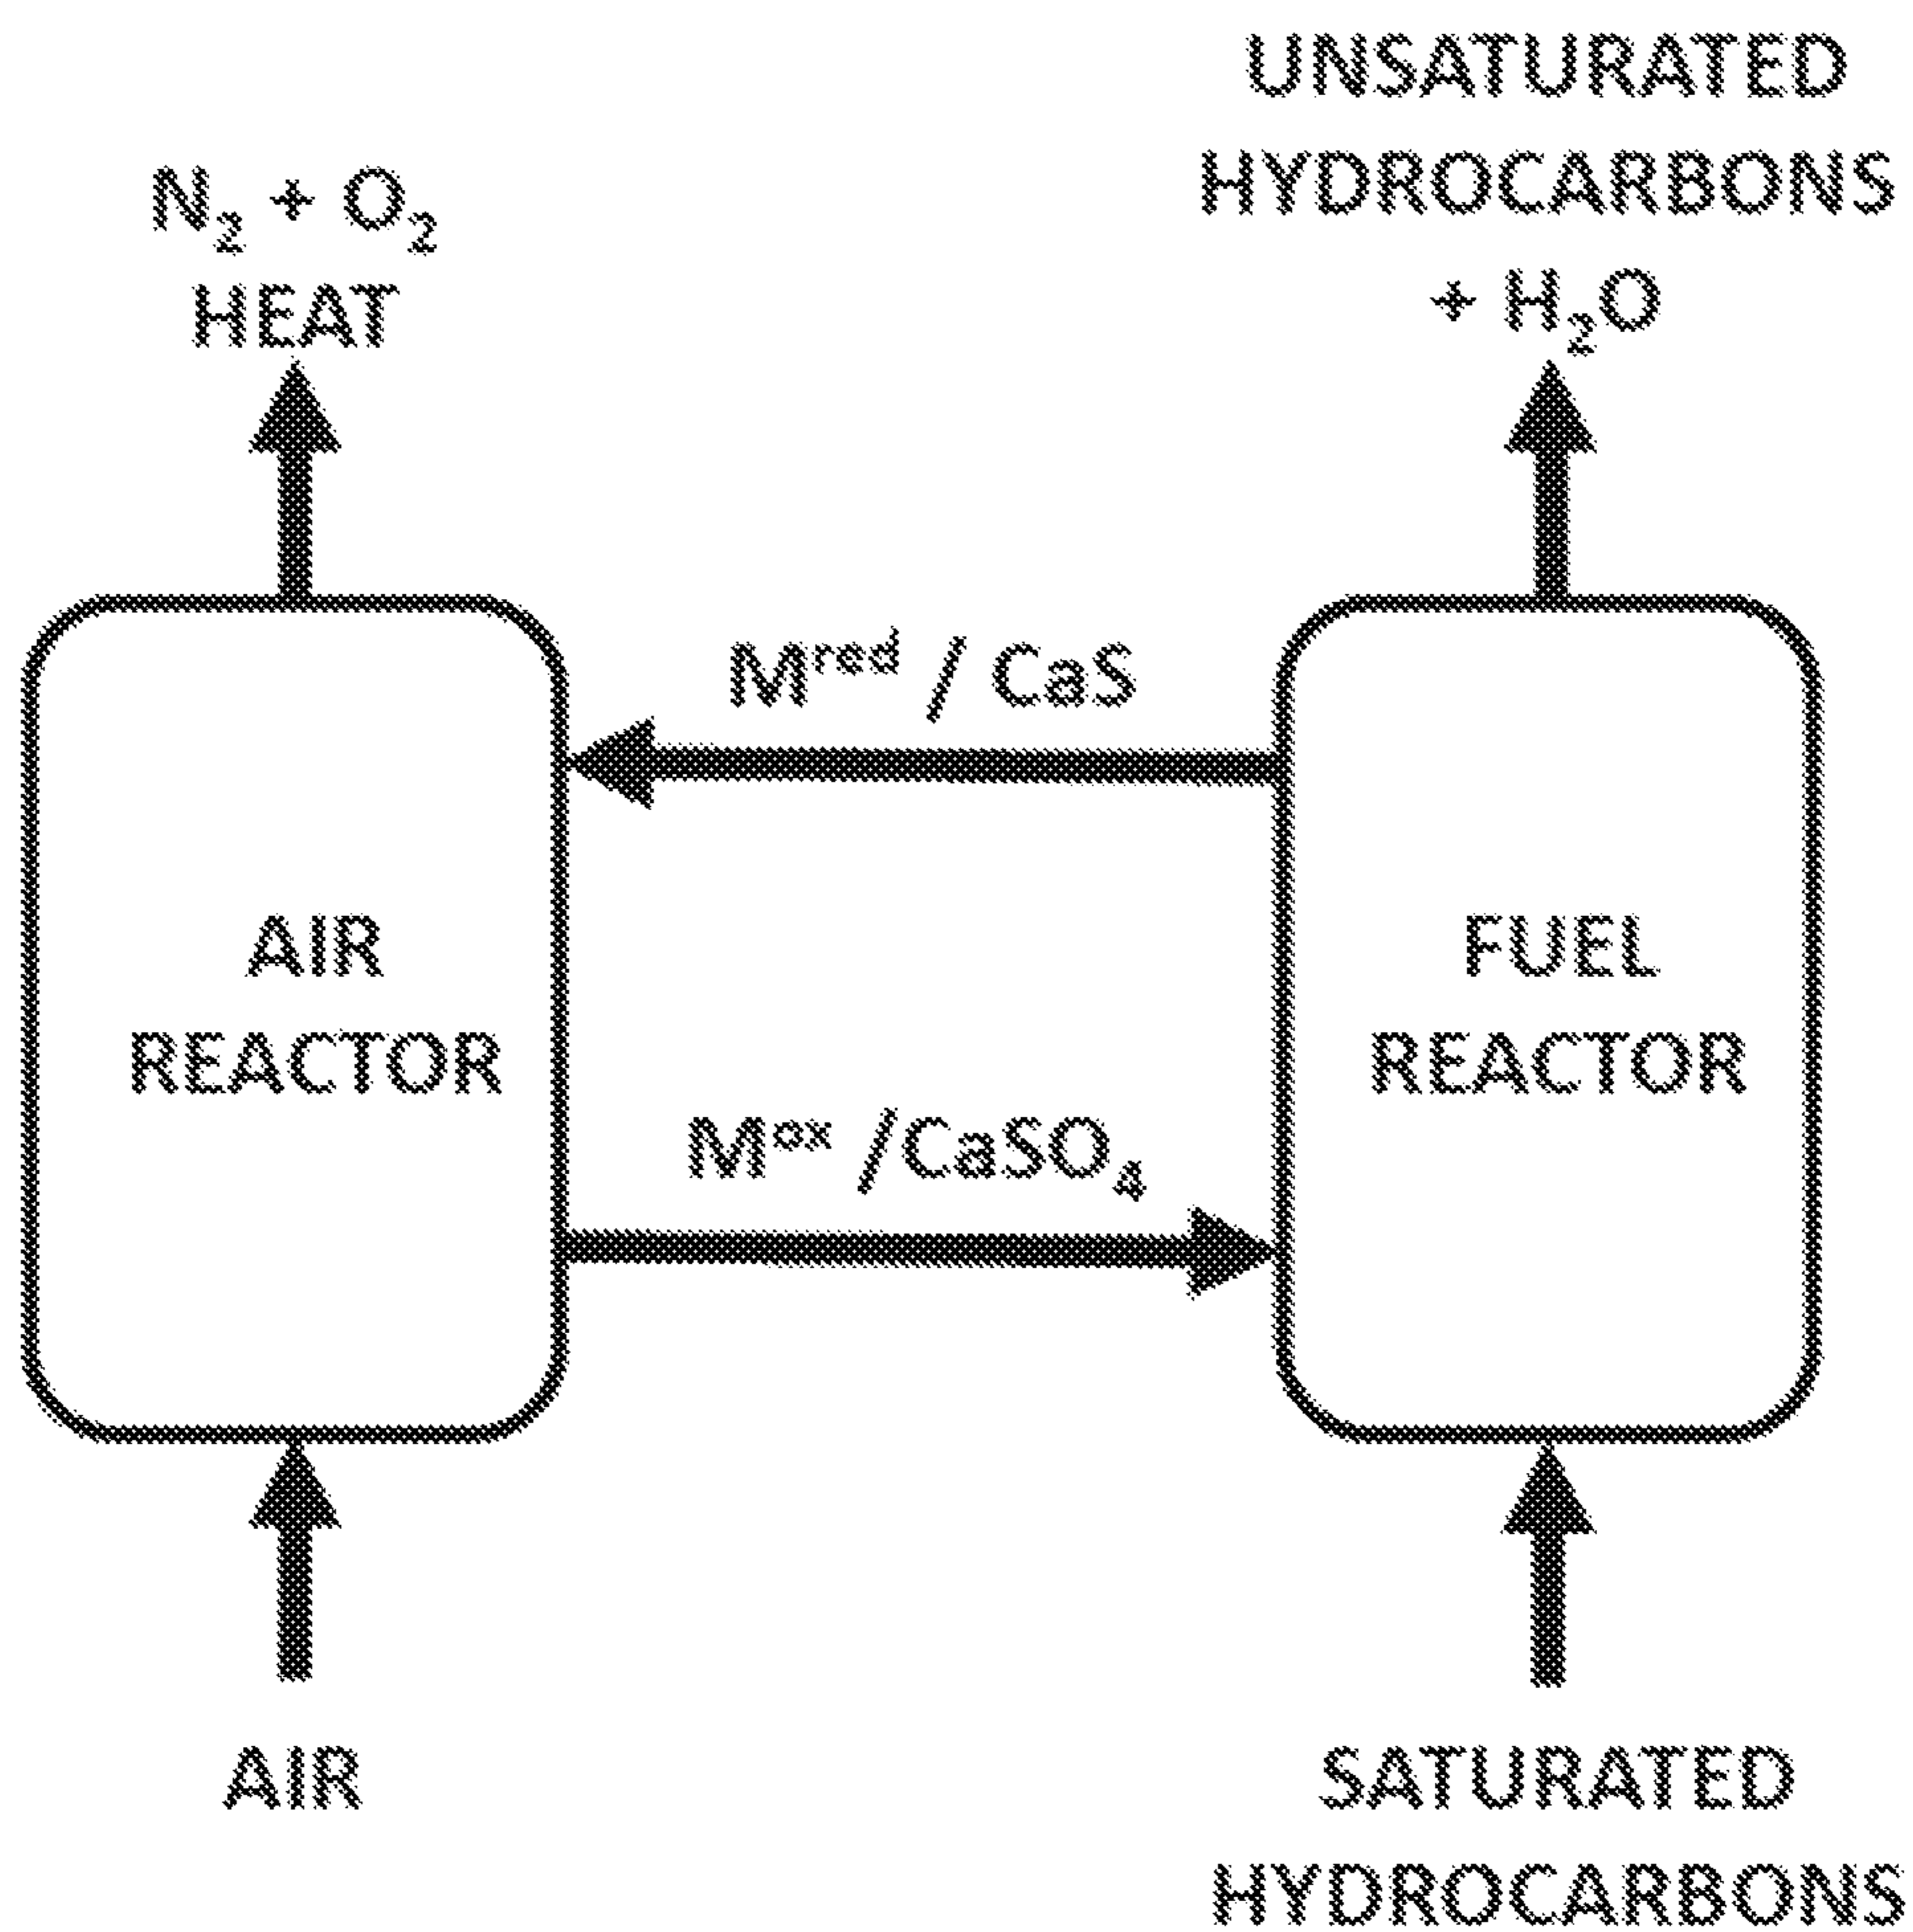 N₂ + O₂
HEAT
UNSATURATED
HYDROCARBONS
+ H₂O
Mʳᵉᵈ / CaS
AIR
REACTOR
FUEL
REACTOR
Mᵒˣ /CaSO₄
AIR
SATURATED
HYDROCARBONS